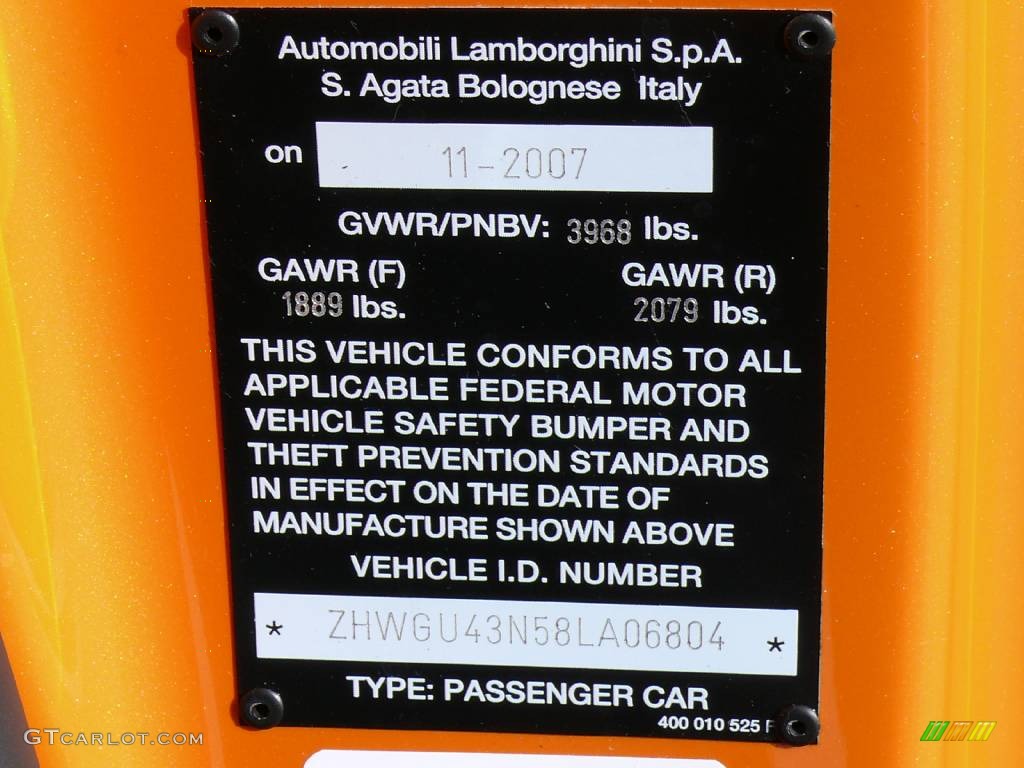 Automobili Lamborghini S.p.A.
S. Agata Bolognese Italy
on 11-2007
GVWR/PNBV: 3968 lbs.
GAWR (F) GAWR (R)
1889 lbs. 2079 lbs.
THIS VEHICLE CONFORMS TO ALL
APPLICABLE FEDERAL MOTOR
VEHICLE SAFETY BUMPER AND
THEFT PREVENTION STANDARDS
IN EFFECT ON THE DATE OF
MANUFACTURE SHOWN ABOVE
VEHICLE I.D. NUMBER
* ZHWGU43N58LA06804 *
TYPE: PASSENGER CAR
400 010 525
GTCARLOT.COM